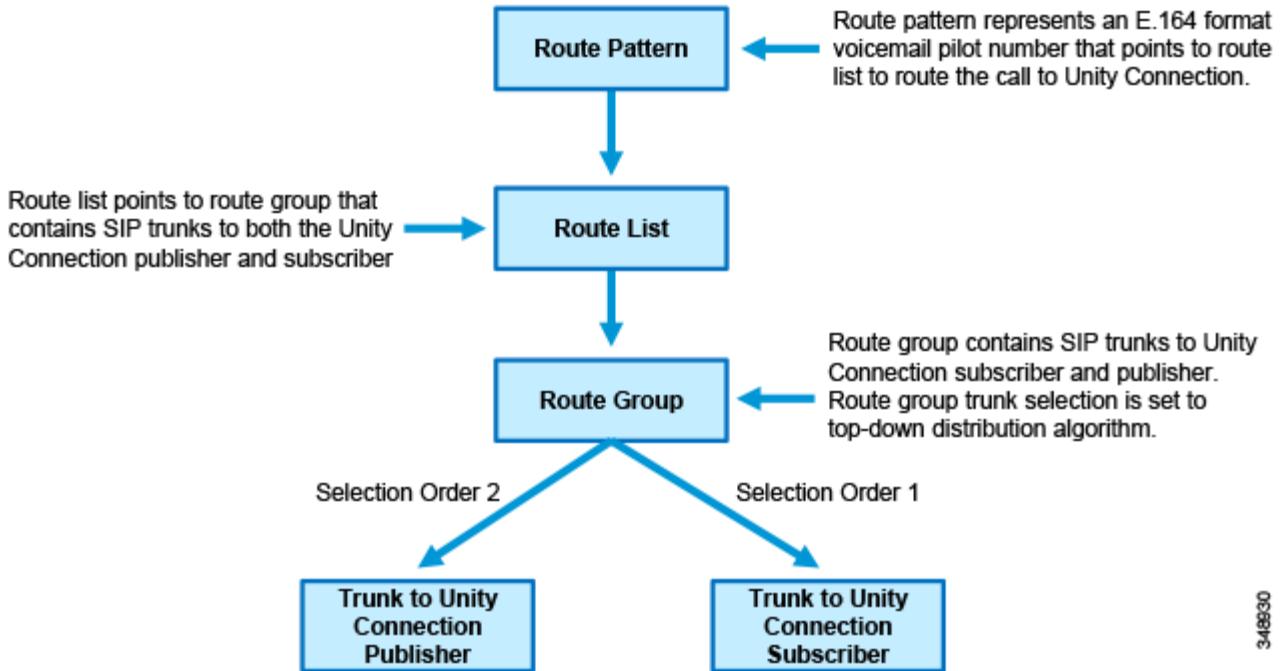 Route Pattern
Route pattern represents an E.164 format
voicemail pilot number that points to route
list to route the call to Unity Connection.
Route list points to route group that
contains SIP trunks to both the Unity
Connection publisher and subscriber
Route List
Route Group
Route group contains SIP trunks to Unity
Connection subscriber and publisher.
Route group trunk selection is set to
top-down distribution algorithm.
Selection Order 2
Selection Order 1
Trunk to Unity
Connection
Publisher
Trunk to Unity
Connection
Subscriber
348930